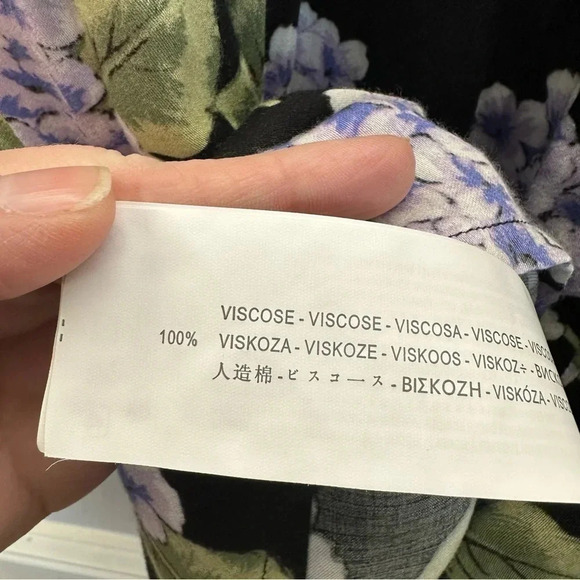 VISCOSE - VISCOSE - VISCOSA - VISCOSE -
100% VISKOZA - VISKOZE - VISKOOS - VISKOZ÷ -
人造棉 - ビスコース - ΒΙΣΚΟΖΗ - VISKÓZA -